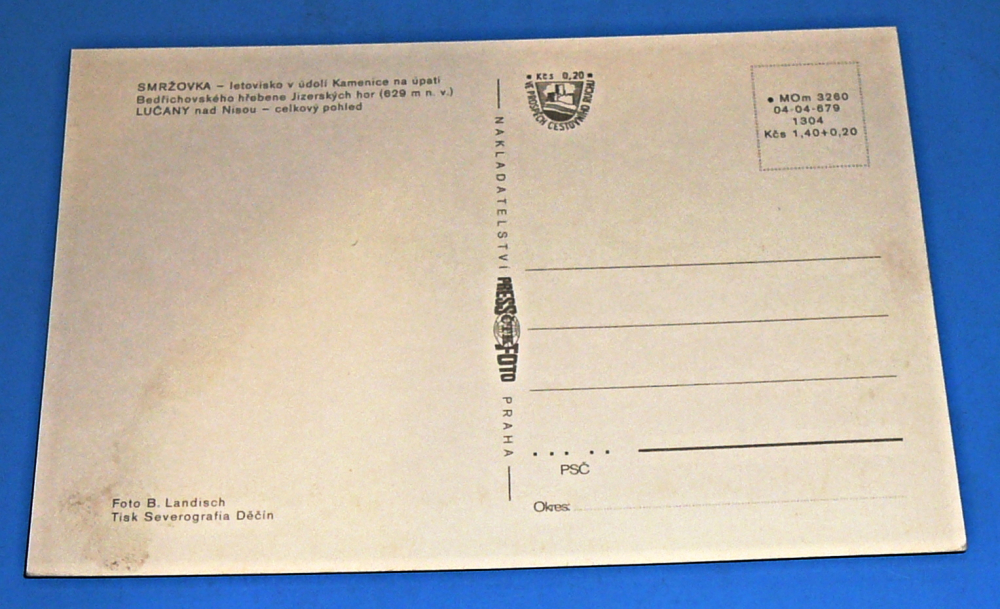 SMRŽOVKA – letovisko v údolí Kamenice na úpatí
Bedřichovského hřebene Jizerských hor (629 m n. v.)
LUČANY nad Nisou – celkový pohled
Foto B. Landisch
Tisk Severografia Děčín
NAKLADATELSTVÍ PRESSFOTO PRAHA
Kčs 0,20
VE PROSPĚCH CESTOVNÍHO RUCHU
MOm 3260
04-04-679
1304
Kčs 1,40+0,20
PSČ
Okres: